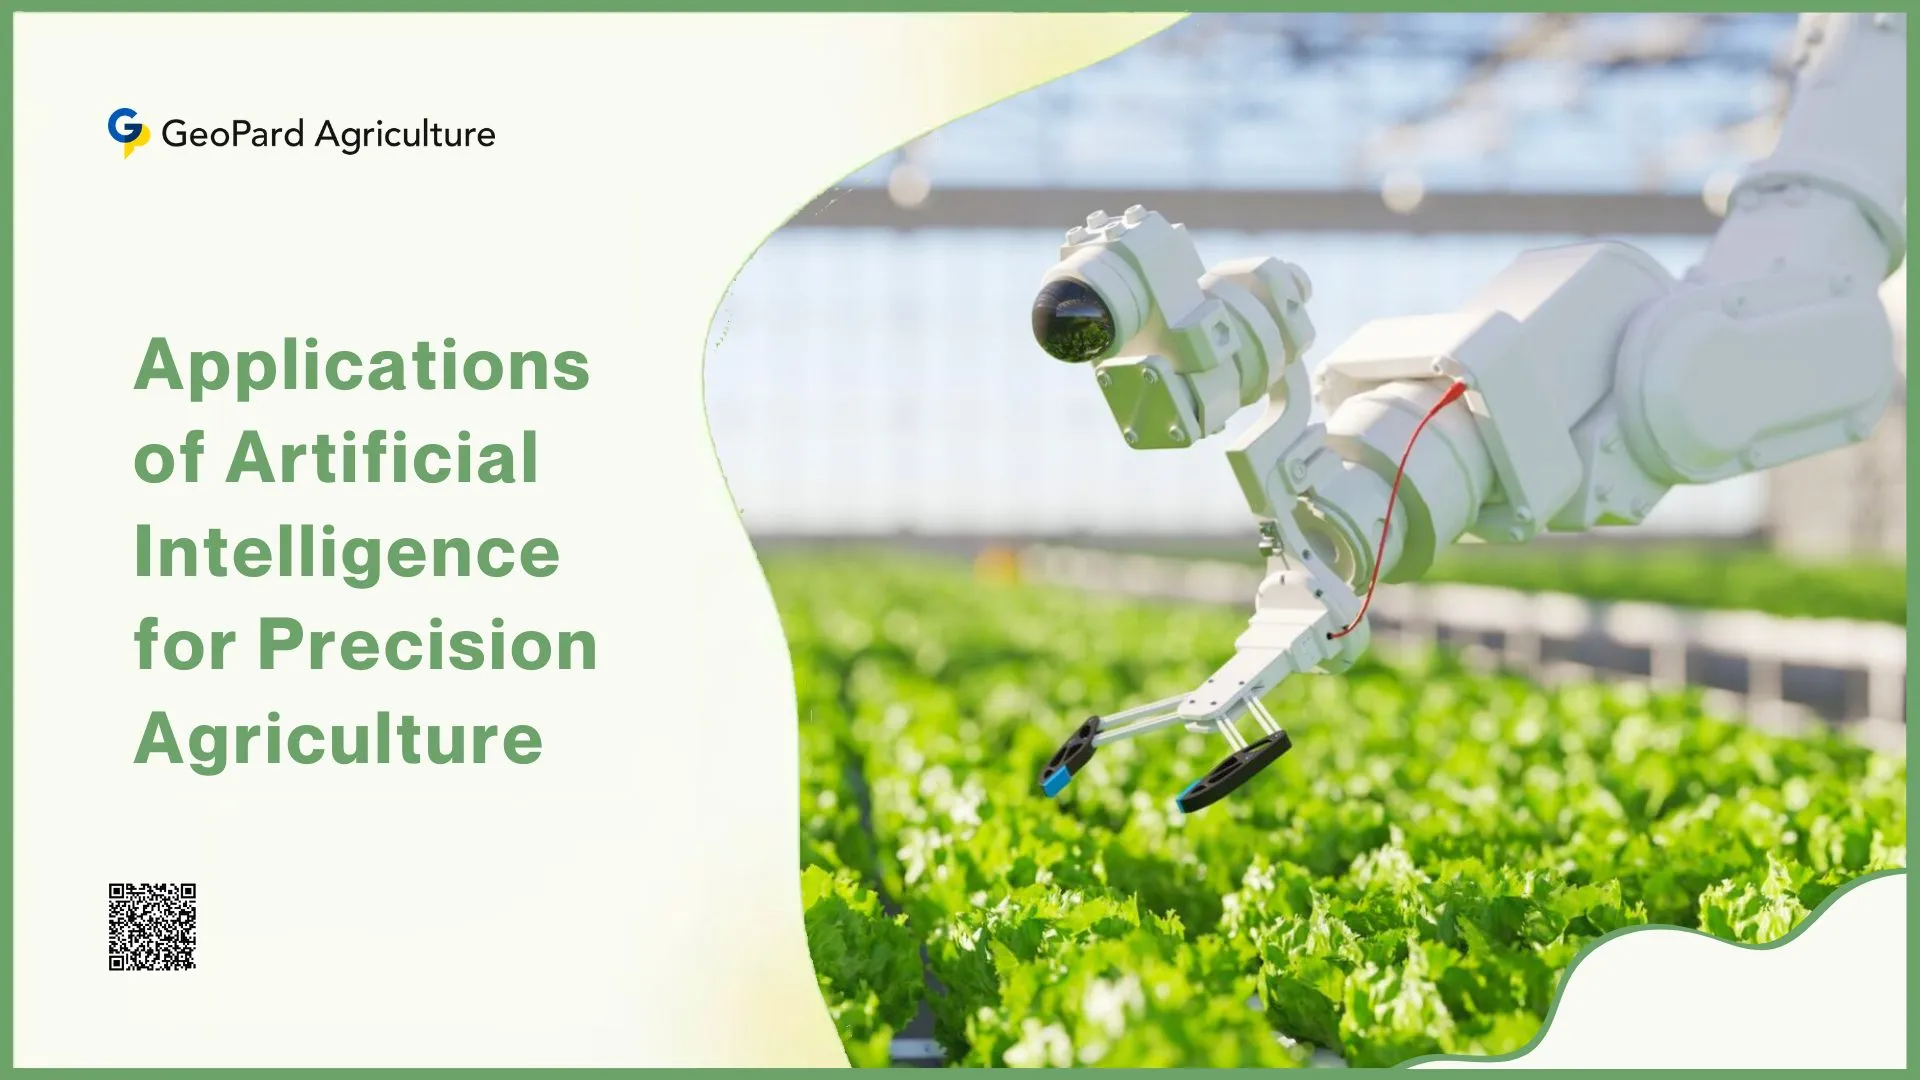 GeoPard Agriculture
Applications
of Artificial
Intelligence
for Precision
Agriculture